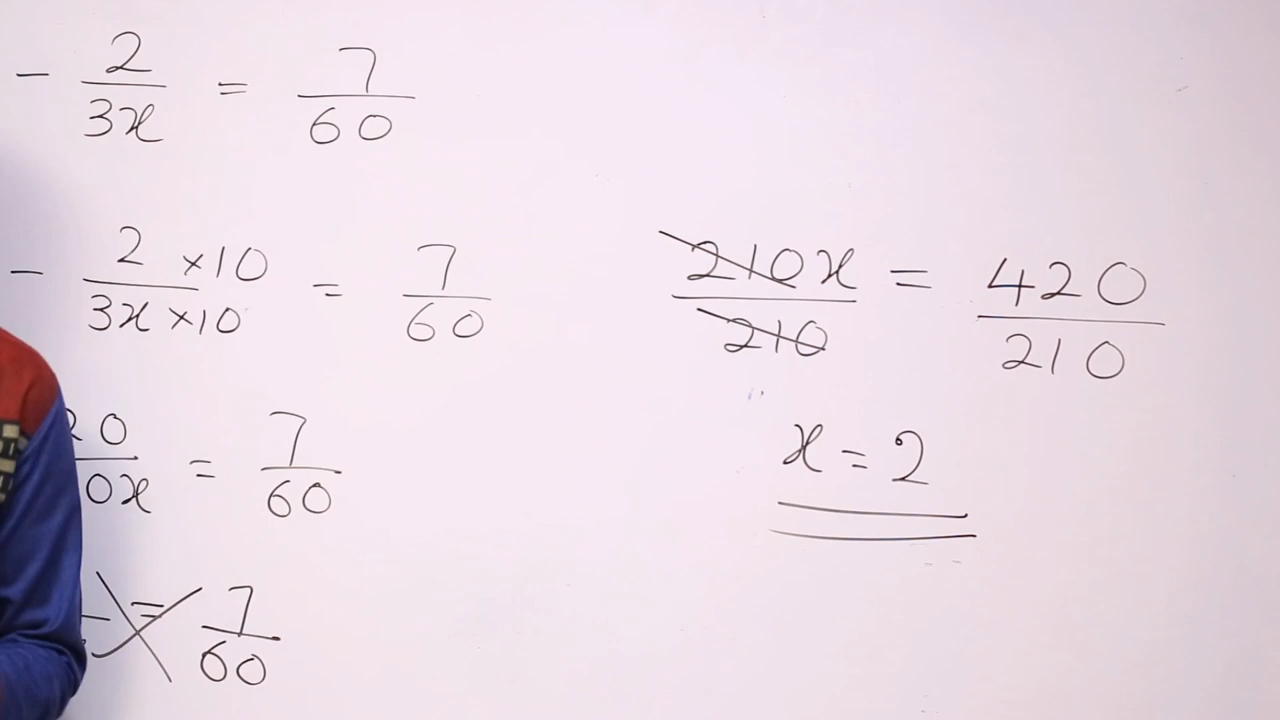 - 2/3x = 7/60
- 2 ×10/3x ×10 = 7/60
20/0x = 7/60
= 7/60
210x/210 = 420/210
x = 2